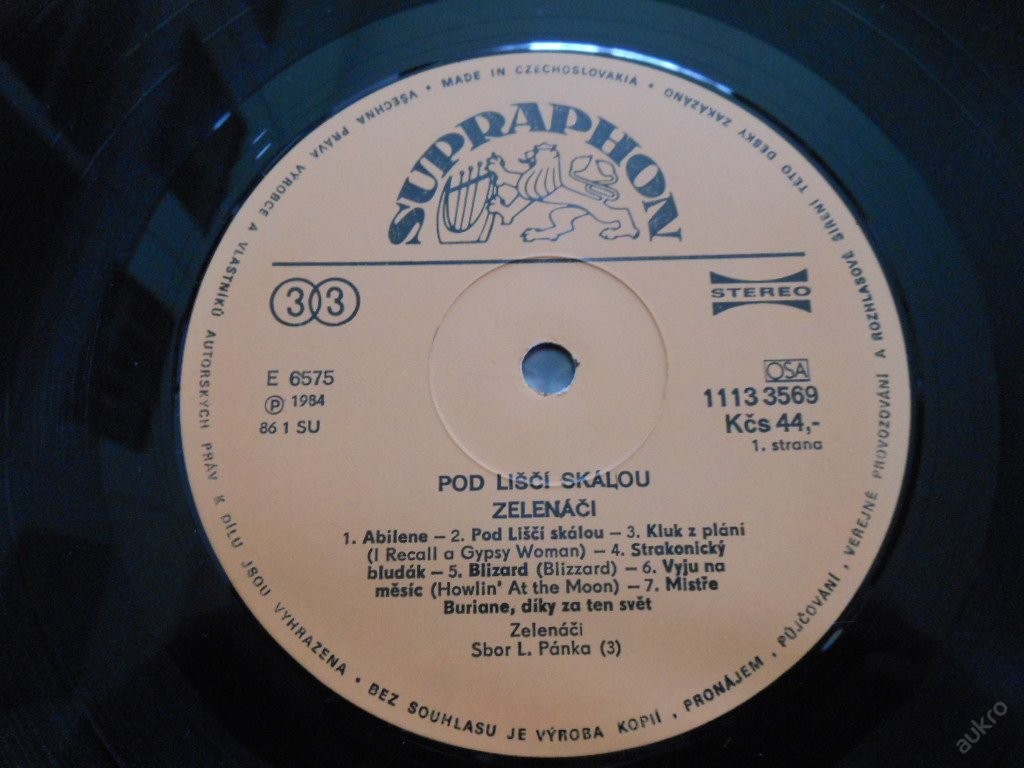 MADE IN CZECHOSLOVAKIA • VŠECHNA PRÁVA VÝROBCE A VLASTNÍKŮ AUTORSKÝCH PRÁV K DÍLU JSOU VYHRAZENA • BEZ SOUHLASU JE VÝROBA KOPIÍ, PRONÁJEM, PŮJČOVÁNÍ, VEŘEJNÉ PROVOZOVÁNÍ A ROZHLASOVÉ ŠÍŘENÍ TÉTO DESKY ZAKÁZÁNO •
SUPRAPHON
33
STEREO
E 6575
Ⓟ 1984
86 1 SU
OSA
1113 3569
Kčs 44,-
1. strana
POD LIŠČÍ SKÁLOU
ZELENÁČI
1. Abilene – 2. Pod Liščí skálou – 3. Kluk z plání
(I Recall a Gypsy Woman) – 4. Strakonický
bludák – 5. Blizard (Blizzard) – 6. Vyju na
měsíc (Howlin' At the Moon) – 7. Mistře
Buriane, díky za ten svět
Zelenáči
Sbor L. Pánka (3)
aukro